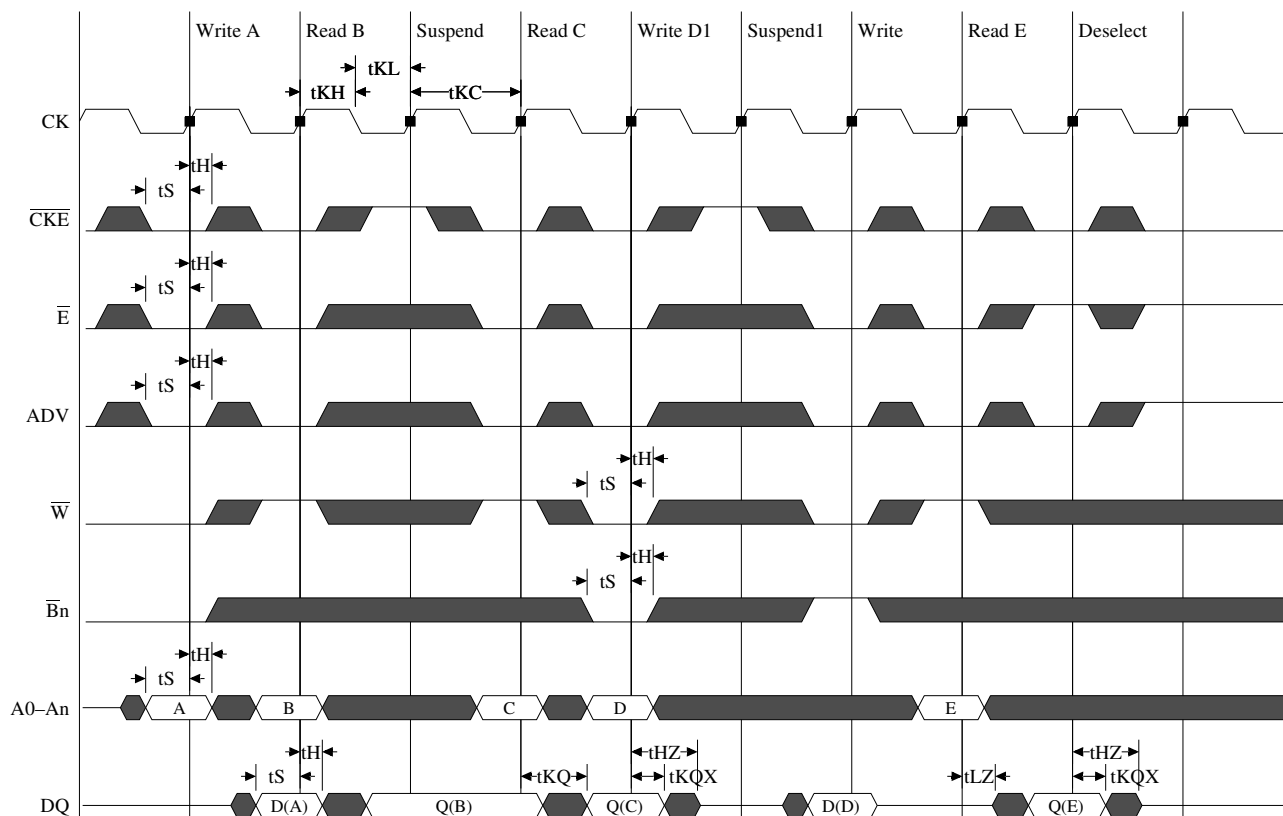 Write A Read B Suspend Read C Write D1 Suspend1 Write Read E Deselect
tKL
tKH tKC
CK
tH
tS
CKE
tH
tS
E
tH
tS
ADV
tH
tS
W
tH
tS
Bn
tH
tS
A0–An A B C D E
tH tHZ tHZ
tS tKQ tKQX tLZ tKQX
DQ D(A) Q(B) Q(C) D(D) Q(E)